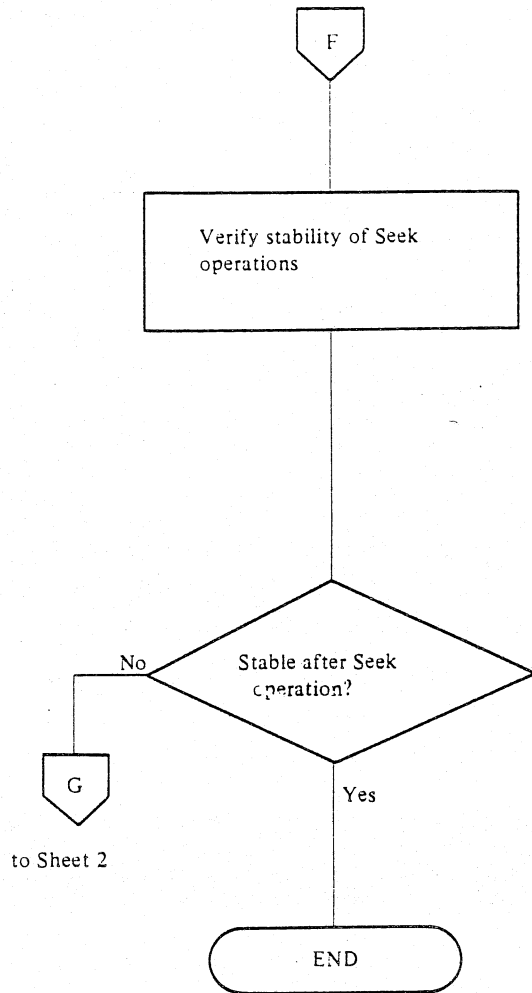 F
Verify stability of Seek
operations
Stable after Seek
operation?
No
G
to Sheet 2
Yes
END